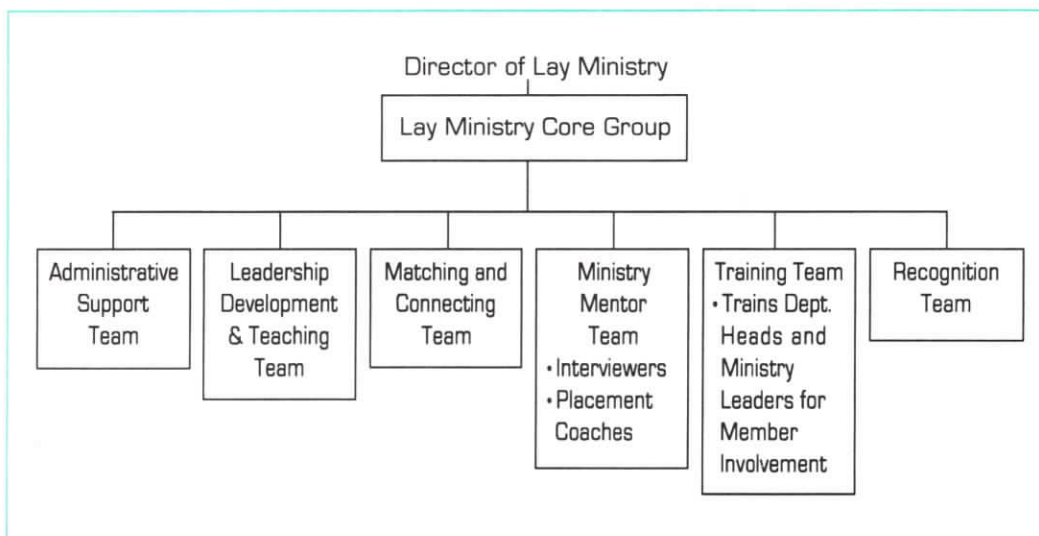 Director of Lay Ministry
Lay Ministry Core Group
Administrative
Support
Team
Leadership
Development
& Teaching
Team
Matching and
Connecting
Team
Ministry
Mentor
Team
• Interviewers
• Placement
Coaches
Training Team
• Trains Dept.
Heads and
Ministry
Leaders for
Member
Involvement
Recognition
Team